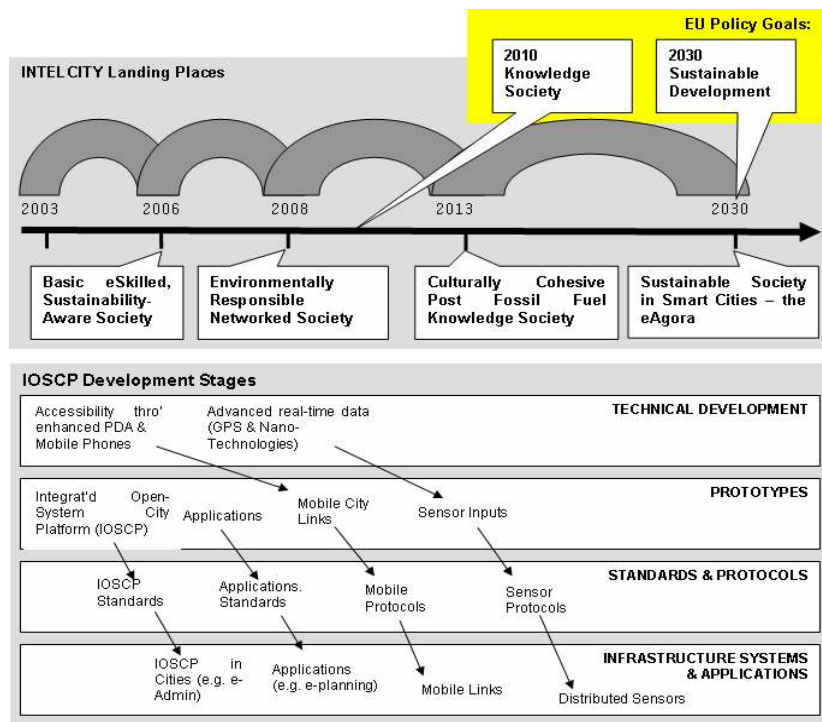 EU Policy Goals:
INTELCITY Landing Places
2010
Knowledge
Society
2030
Sustainable
Development
2003
2006
2008
2013
2030
Basic eSkilled,
Sustainability-
Aware Society
Environmentally
Responsible
Networked Society
Culturally Cohesive
Post Fossil Fuel
Knowledge Society
Sustainable Society
in Smart Cities – the
eAgora
IOSCP Development Stages
TECHNICAL DEVELOPMENT
Accessibility thro'
enhanced PDA &
Mobile Phones
Advanced real-time data
(GPS & Nano-
Technologies)
PROTOTYPES
Integrat'd Open-
System City
Platform (IOSCP)
Applications
Mobile City
Links
Sensor Inputs
STANDARDS & PROTOCOLS
IOSCP
Standards
Applications.
Standards
Mobile
Protocols
Sensor
Protocols
INFRASTRUCTURE SYSTEMS
& APPLICATIONS
IOSCP in
Cities (e.g. e-
Admin)
Applications
(e.g. e-planning)
Mobile Links
Distributed Sensors